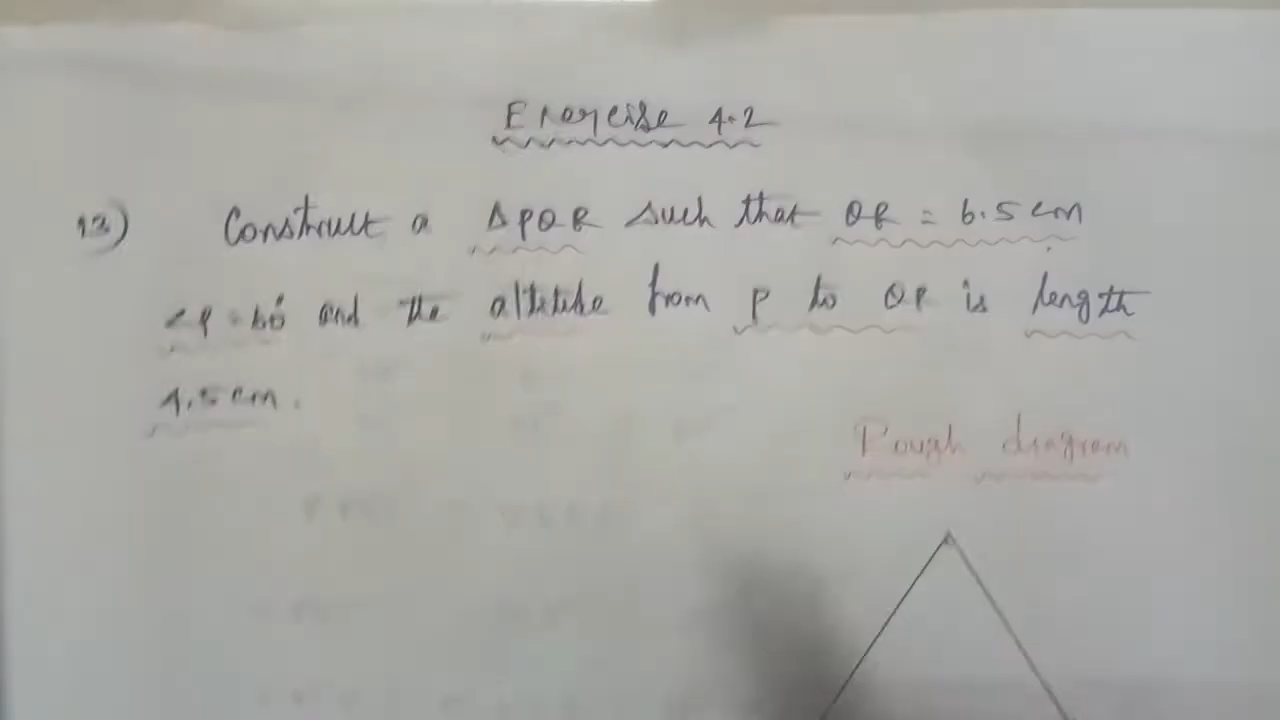 Exercise 4.2
13) Construct a ΔPQR such that QR = 6.5 cm
∠P = 60° and the altitude from P to QR is length
4.5 cm.
Rough diagram